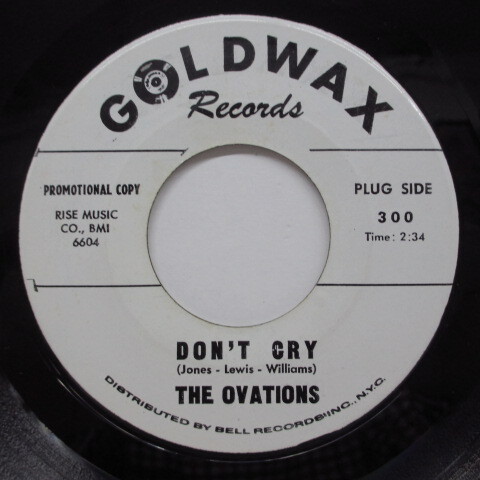 GOLDWAX
Records
PROMOTIONAL COPY
RISE MUSIC
CO., BMI
6604
PLUG SIDE
300
Time: 2:34
DON'T CRY
(Jones - Lewis - Williams)
THE OVATIONS
DISTRIBUTED BY BELL RECORDS INC., N.Y.C.